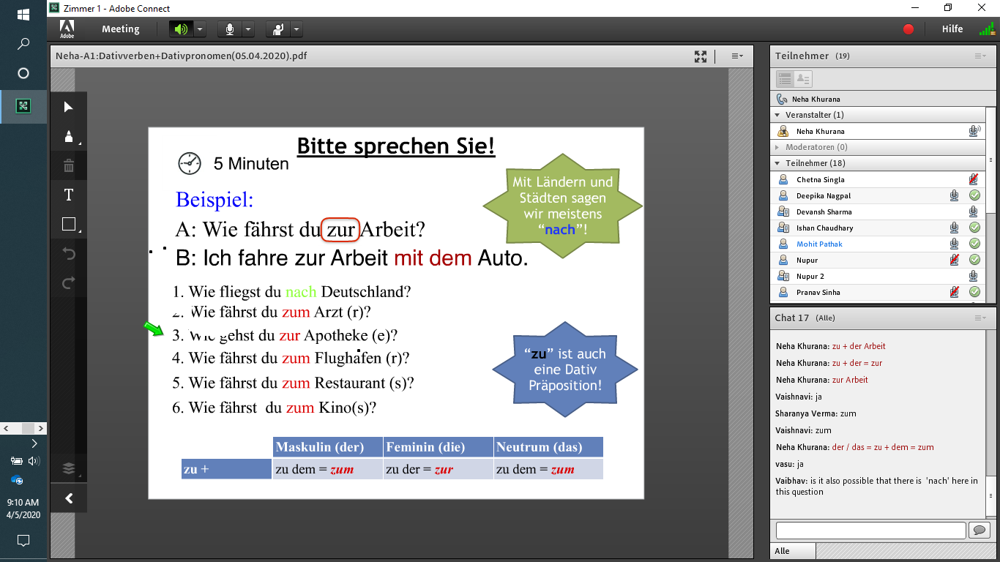 Zimmer 1 - Adobe Connect
Adobe
Meeting
Hilfe
Neha-A1:Dativverben+Dativpronomen(05.04.2020).pdf
Bitte sprechen Sie!
5 Minuten
Beispiel:
A: Wie fährst du zur Arbeit?
B: Ich fahre zur Arbeit mit dem Auto.
Mit Ländern und
Städten sagen
wir meistens
“nach”!
1. Wie fliegst du nach Deutschland?
2. Wie fährst du zum Arzt (r)?
3. Wie gehst du zur Apotheke (e)?
4. Wie fährst du zum Flughafen (r)?
5. Wie fährst du zum Restaurant (s)?
6. Wie fährst du zum Kino(s)?
“zu” ist auch
eine Dativ
Präposition!
Maskulin (der) Feminin (die) Neutrum (das)
zu + zu dem = zum zu der = zur zu dem = zum
T
Teilnehmer (19)
Neha Khurana
Veranstalter (1)
Neha Khurana
Moderatoren (0)
Teilnehmer (18)
Chetna Singla
Deepika Nagpal
Devansh Sharma
Ishan Chaudhary
Mohit Pathak
Nupur
Nupur 2
Pranav Sinha
Chat 17 (Alle)
Neha Khurana: zu + der Arbeit
Neha Khurana: zu + der = zur
Neha Khurana: zur Arbeit
Vaishnavi: ja
Sharanya Verma: zum
Vaishnavi: zum
Neha Khurana: der / das = zu + dem = zum
vasu: ja
Vaibhav: is it also possible that there is 'nach' here in
this question
Alle
9:10 AM
4/5/2020